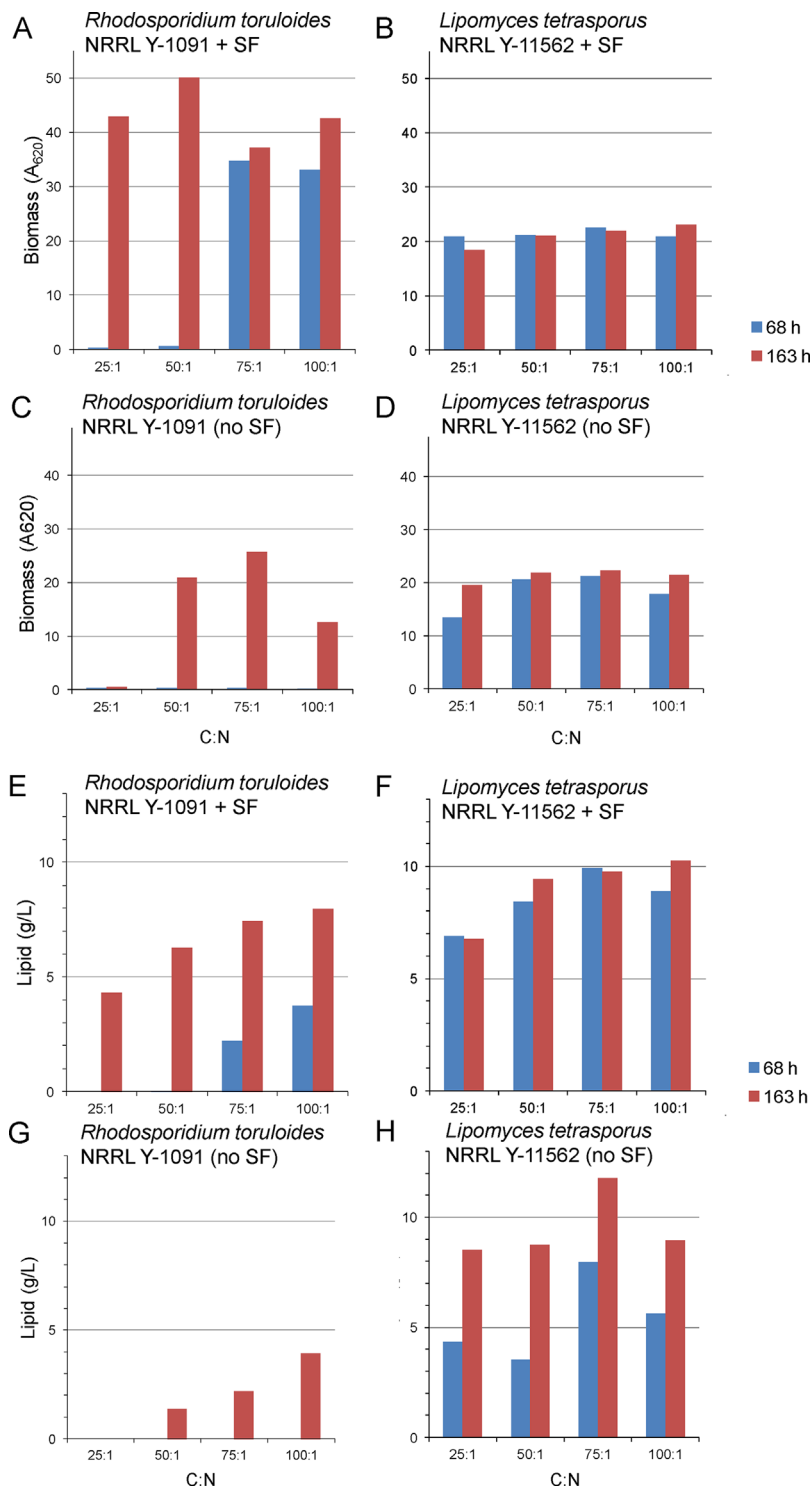 A
Rhodosporidium toruloides
NRRL Y-1091 + SF
Biomass (A620)
50
40
30
20
10
0
25:1 50:1 75:1 100:1
B
Lipomyces tetrasporus
NRRL Y-11562 + SF
50
40
30
20
10
0
25:1 50:1 75:1 100:1
68 h
163 h
C
Rhodosporidium toruloides
NRRL Y-1091 (no SF)
Biomass (A620)
40
30
20
10
0
25:1 50:1 75:1 100:1
C:N
D
Lipomyces tetrasporus
NRRL Y-11562 (no SF)
40
30
20
10
0
25:1 50:1 75:1 100:1
C:N
E
Rhodosporidium toruloides
NRRL Y-1091 + SF
Lipid (g/L)
10
5
0
25:1 50:1 75:1 100:1
F
Lipomyces tetrasporus
NRRL Y-11562 + SF
10
5
0
25:1 50:1 75:1 100:1
68 h
163 h
G
Rhodosporidium toruloides
NRRL Y-1091 (no SF)
Lipid (g/L)
10
5
0
25:1 50:1 75:1 100:1
C:N
H
Lipomyces tetrasporus
NRRL Y-11562 (no SF)
10
5
0
25:1 50:1 75:1 100:1
C:N